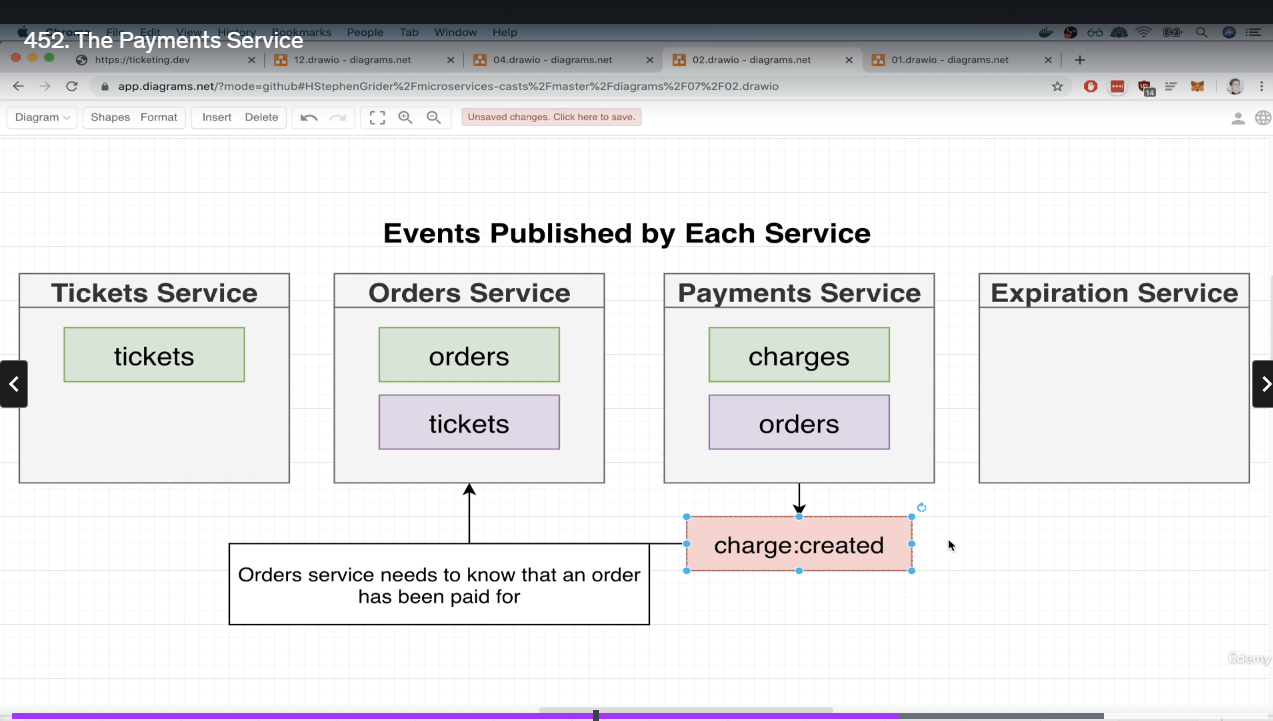 452. The Payments Service
Chrome File Edit View History Bookmarks People Tab Window Help
https://ticketing.dev
12.drawio - diagrams.net
04.drawio - diagrams.net
02.drawio - diagrams.net
01.drawio - diagrams.net
app.diagrams.net/?mode=github#HStephenGrider%2Fmicroservices-casts%2Fmaster%2Fdiagrams%2F07%2F02.drawio
14
Diagram Shapes Format Insert Delete Unsaved changes. Click here to save.
Events Published by Each Service
Tickets Service
tickets
Orders Service
orders
tickets
Payments Service
charges
orders
Expiration Service
charge:created
Orders service needs to know that an order
has been paid for
ûdemy